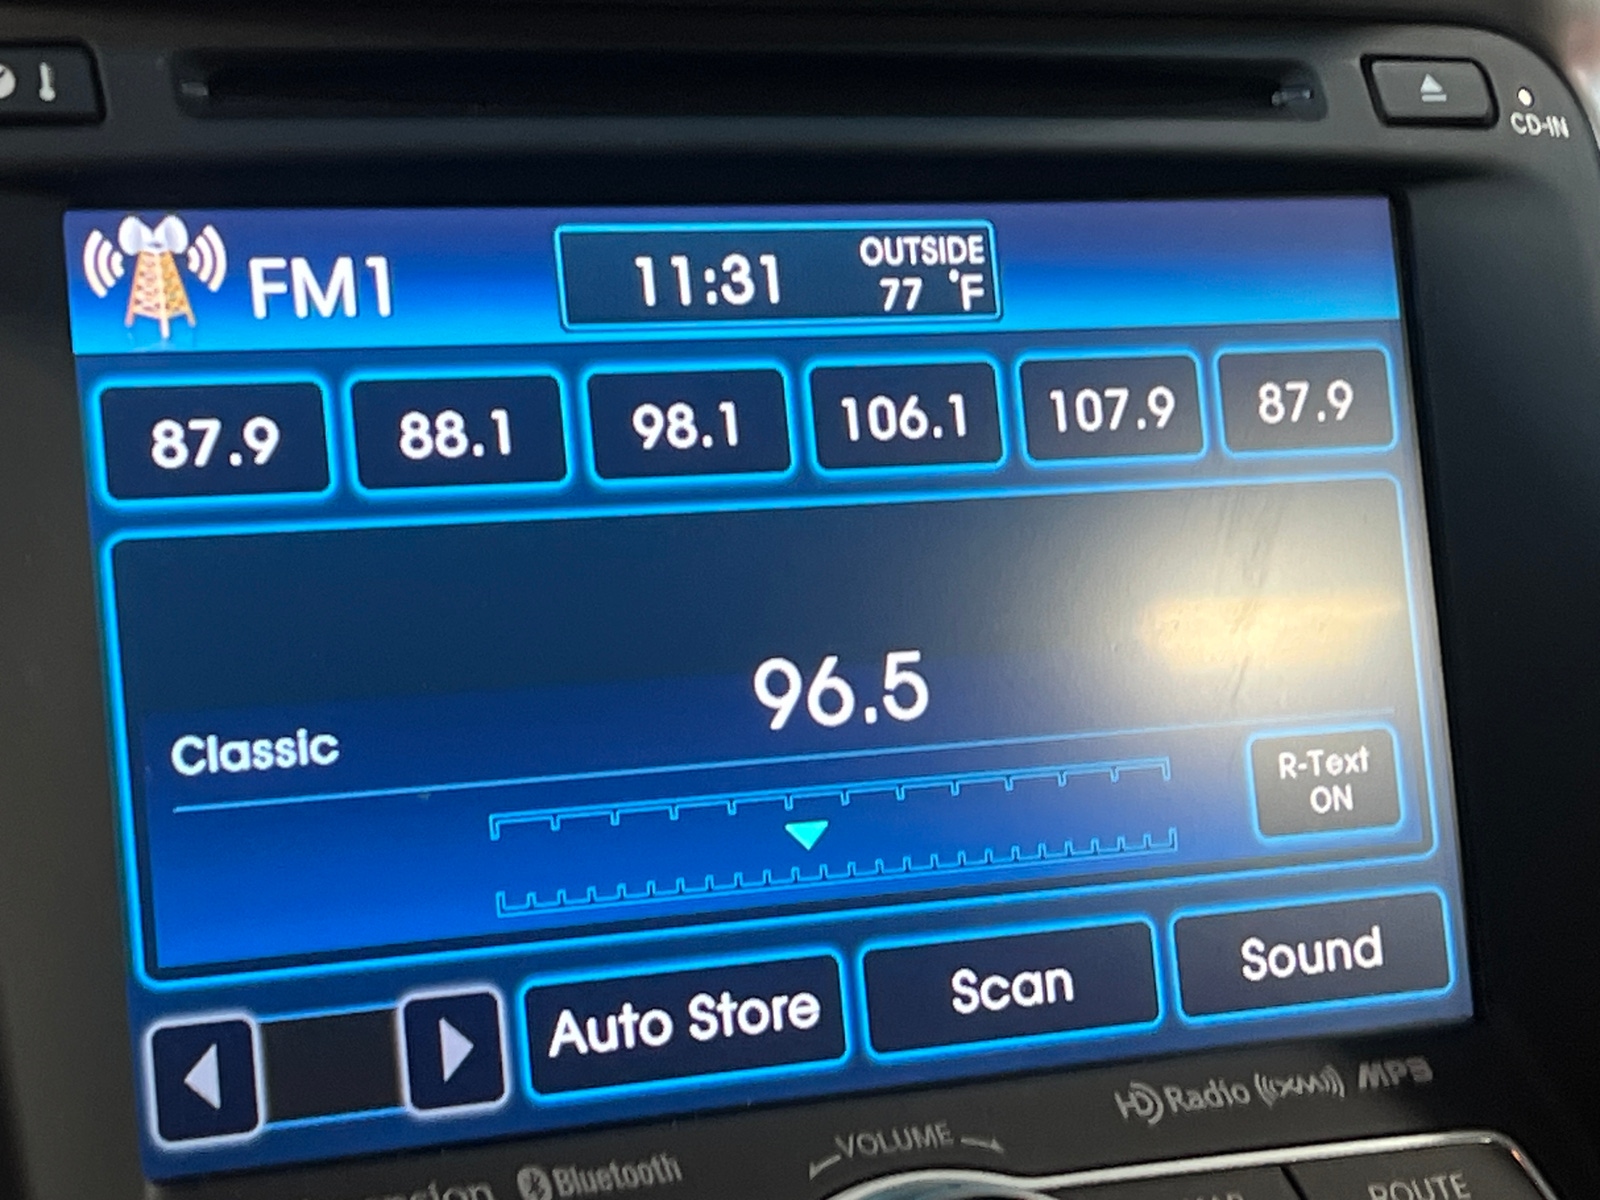 CD-IN
FM1
11:31
OUTSIDE
77 °F
87.9
88.1
98.1
106.1
107.9
87.9
96.5
Classic
R-Text
ON
Auto Store
Scan
Sound
HD Radio ((XM)) MP3
VOLUME
Bluetooth
ROUTE